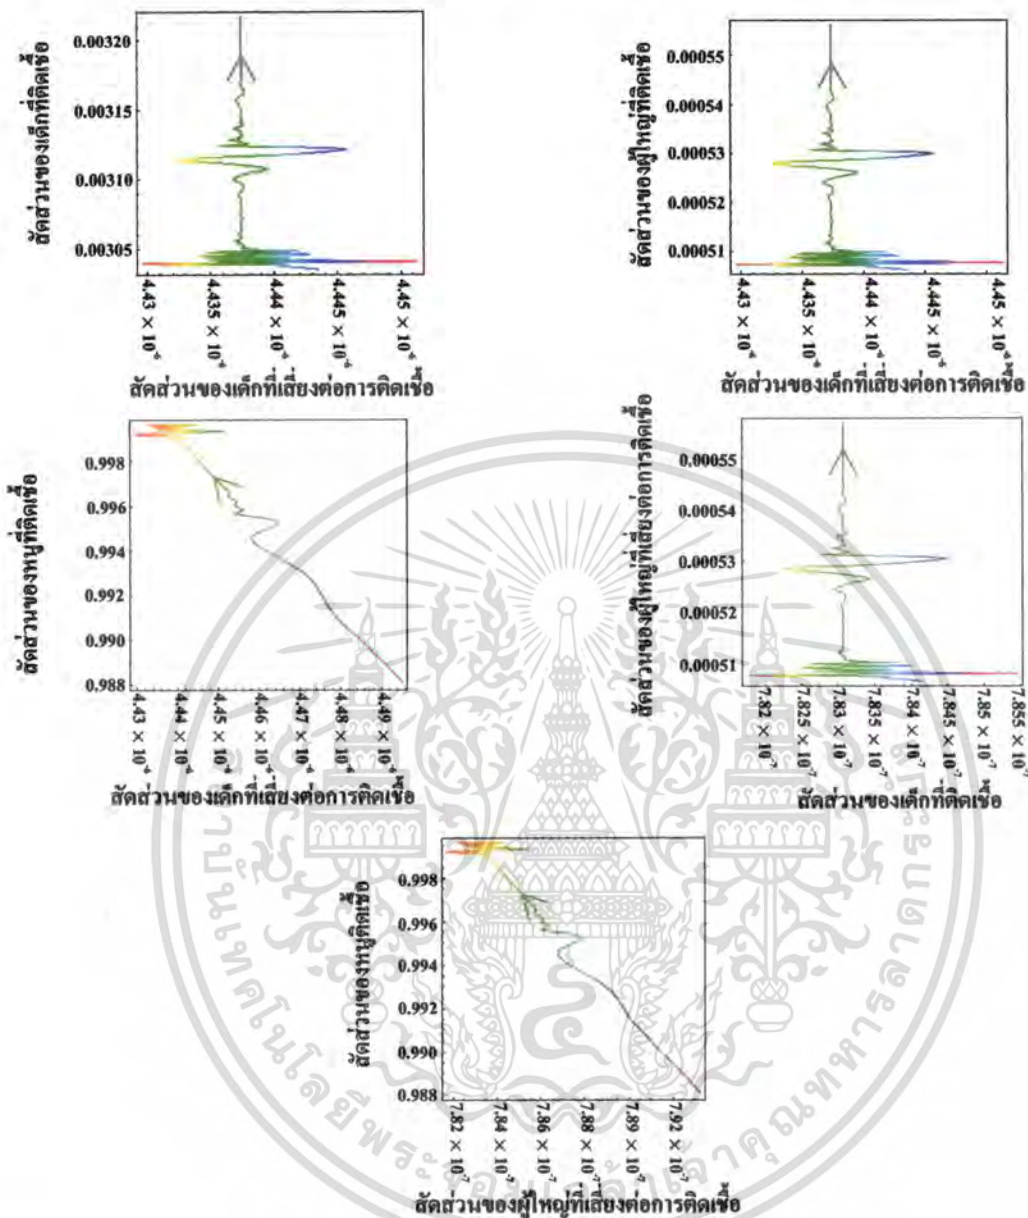 สัดส่วนของเด็กที่ติดเชื้อ
0.00320
0.00315
0.00310
0.00305
4.43 × 10⁻⁶
4.435 × 10⁻⁶
4.44 × 10⁻⁶
4.445 × 10⁻⁶
4.45 × 10⁻⁶
สัดส่วนของเด็กที่เสี่ยงต่อการติดเชื้อ
สัดส่วนของผู้ใหญ่ที่ติดเชื้อ
0.00055
0.00054
0.00053
0.00052
0.00051
4.43 × 10⁻⁶
4.435 × 10⁻⁶
4.44 × 10⁻⁶
4.445 × 10⁻⁶
4.45 × 10⁻⁶
สัดส่วนของเด็กที่เสี่ยงต่อการติดเชื้อ
สัดส่วนของหนูที่ติดเชื้อ
0.998
0.996
0.994
0.992
0.990
0.988
4.43 × 10⁻⁶
4.44 × 10⁻⁶
4.45 × 10⁻⁶
4.46 × 10⁻⁶
4.47 × 10⁻⁶
4.48 × 10⁻⁶
4.49 × 10⁻⁶
สัดส่วนของเด็กที่เสี่ยงต่อการติดเชื้อ
สัดส่วนของผู้ใหญ่ที่เสี่ยงต่อการติดเชื้อ
0.00055
0.00054
0.00053
0.00052
0.00051
7.82 × 10⁻⁷
7.825 × 10⁻⁷
7.83 × 10⁻⁷
7.835 × 10⁻⁷
7.84 × 10⁻⁷
7.845 × 10⁻⁷
7.85 × 10⁻⁷
7.855 × 10⁻⁷
สัดส่วนของเด็กที่ติดเชื้อ
สัดส่วนของหนูที่ติดเชื้อ
0.998
0.996
0.994
0.992
0.990
0.988
7.82 × 10⁻⁷
7.84 × 10⁻⁷
7.86 × 10⁻⁷
7.88 × 10⁻⁷
7.89 × 10⁻⁷
7.92 × 10⁻⁷
สัดส่วนของผู้ใหญ่ที่เสี่ยงต่อการติดเชื้อ